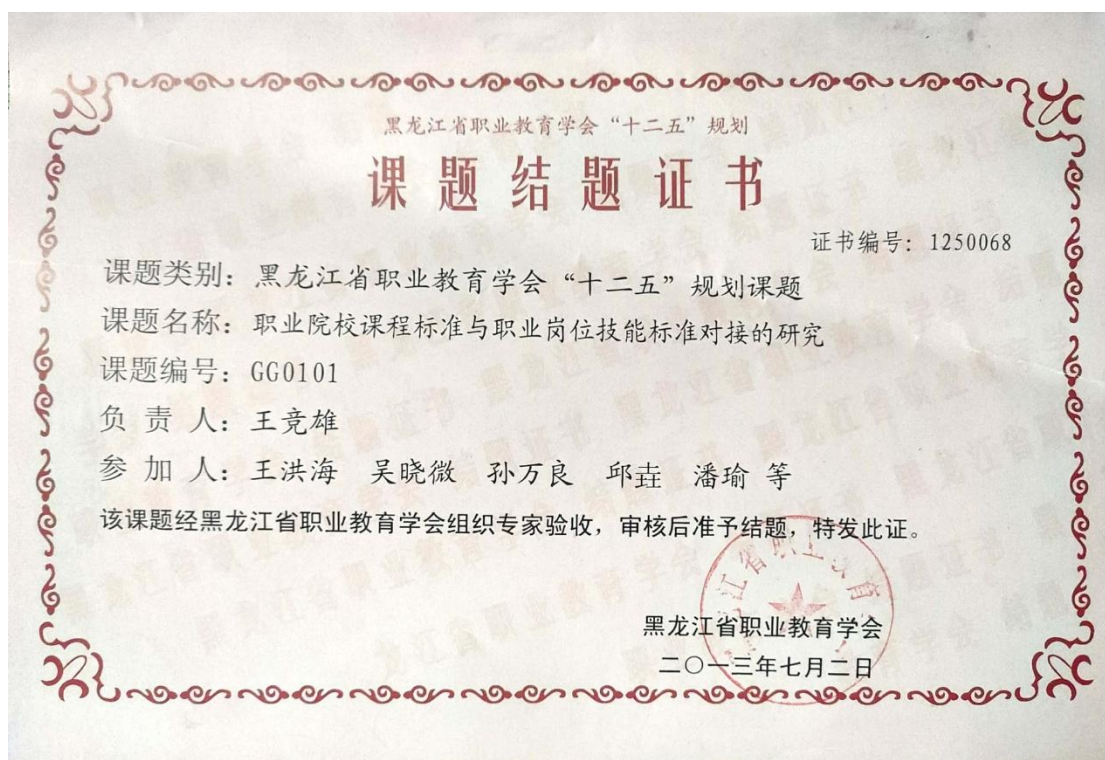 黑龙江省职业教育学会“十二五”规划
课题结题证书
证书编号：1250068
课题类别：黑龙江省职业教育学会“十二五”规划课题
课题名称：职业院校课程标准与职业岗位技能标准对接的研究
课题编号：GG0101
负责人：王竞雄
参加人：王洪海 吴晓微 孙万良 邱垚 潘瑜 等
该课题经黑龙江省职业教育学会组织专家验收，审核后准予结题，特发此证。
黑龙江省职业教育学会
二〇一三年七月二日